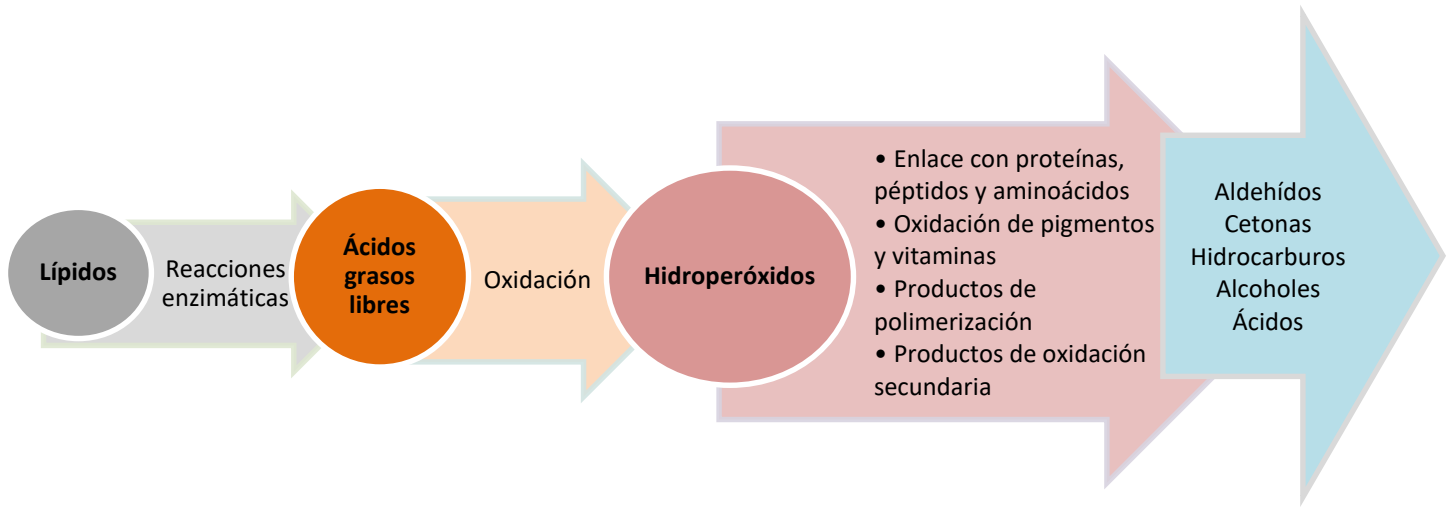 Lípidos
Reacciones
enzimáticas
Ácidos
grasos
libres
Oxidación
Hidroperóxidos
• Enlace con proteínas,
péptidos y aminoácidos
• Oxidación de pigmentos
y vitaminas
• Productos de
polimerización
• Productos de oxidación
secundaria
Aldehídos
Cetonas
Hidrocarburos
Alcoholes
Ácidos